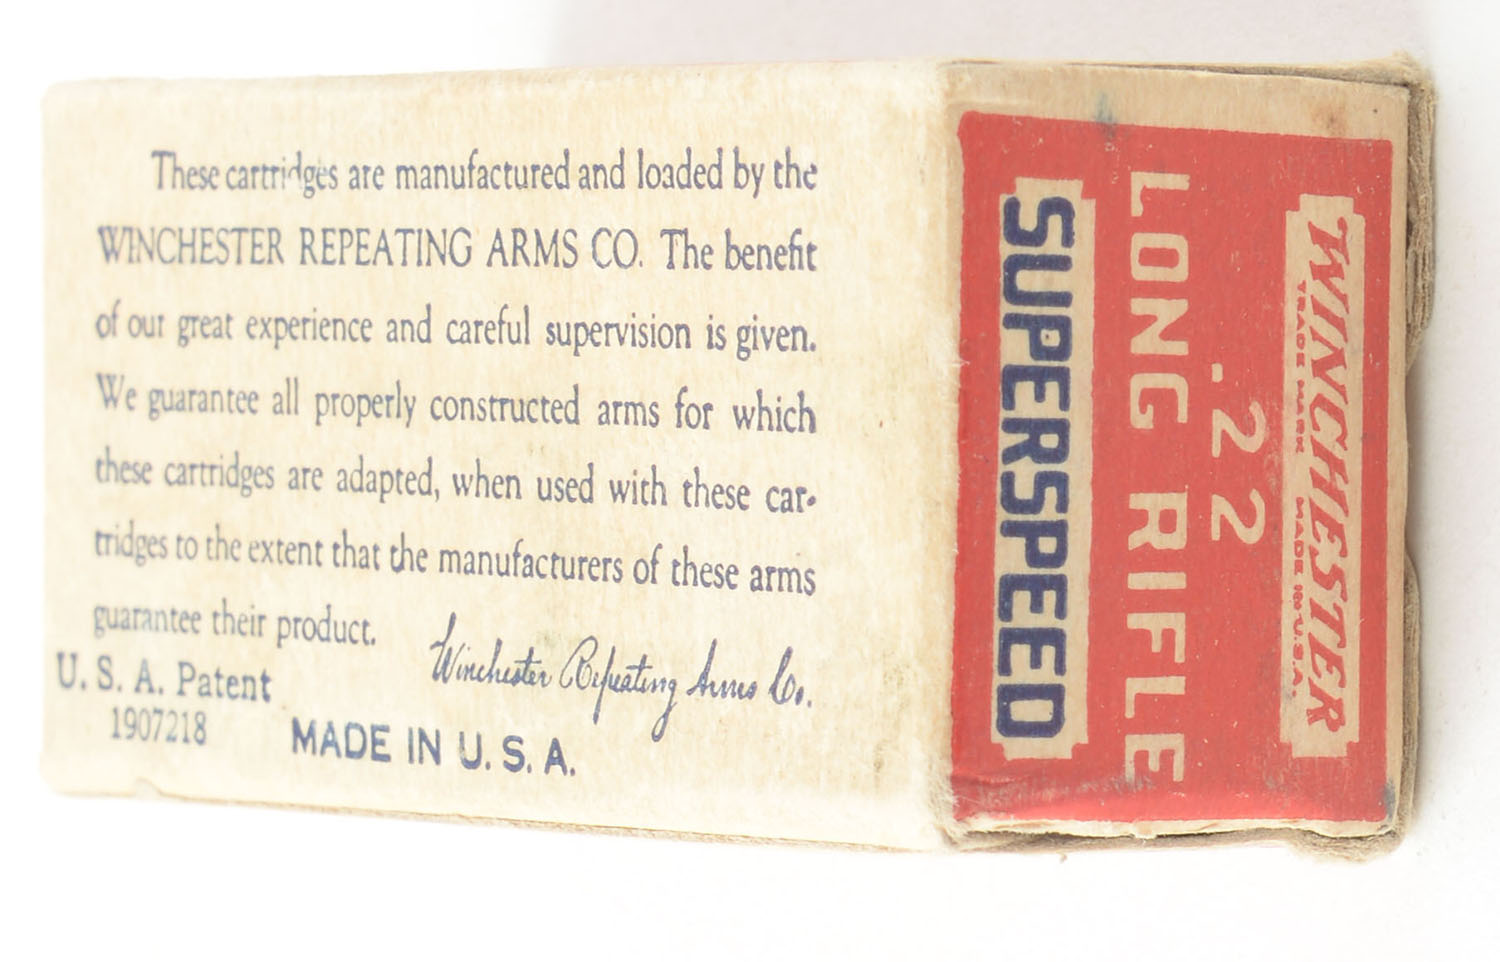 These cartridges are manufactured and loaded by the
WINCHESTER REPEATING ARMS CO. The benefit
of our great experience and careful supervision is given.
We guarantee all properly constructed arms for which
these cartridges are adapted, when used with these car-
tridges to the extent that the manufacturers of these arms
guarantee their product.
Winchester Repeating Arms Co.
U. S. A. Patent
1907218
MADE IN U. S. A.
WINCHESTER
TRADE MARK MADE IN U.S.A.
.22
LONG RIFLE
SUPERSPEED